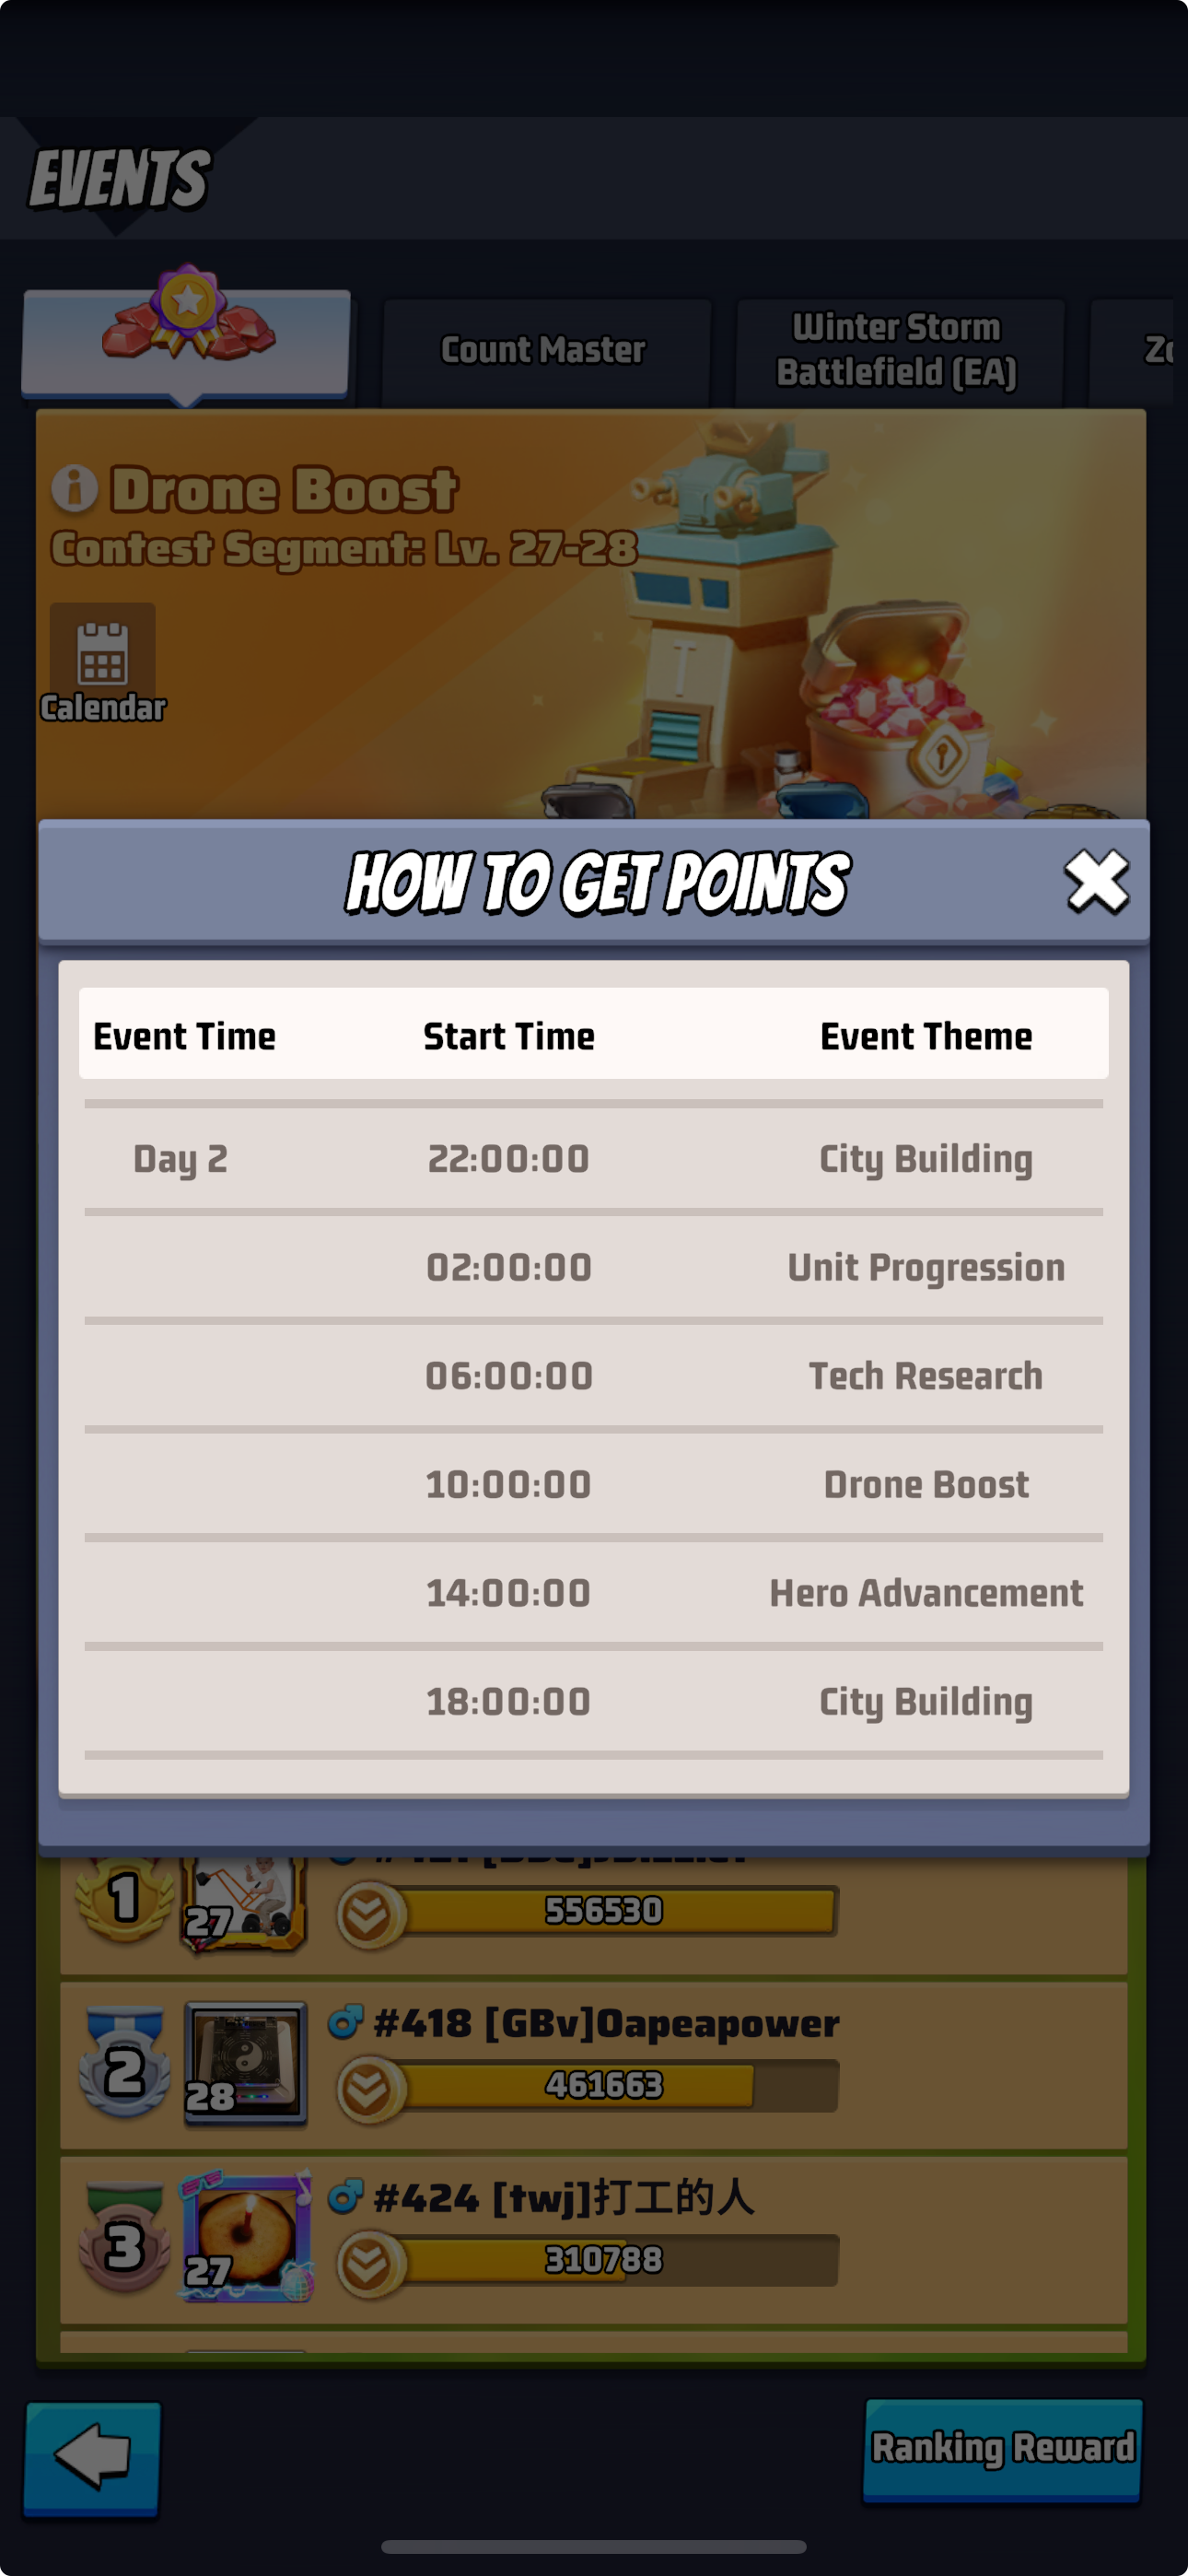 EVENTS
Count Master
Winter Storm
Battlefield (EA)
Drone Boost
Contest Segment: Lv. 27-28
Calendar
HOW TO GET POINTS
Event Time Start Time Event Theme
Day 2 22:00:00 City Building
02:00:00 Unit Progression
06:00:00 Tech Research
10:00:00 Drone Boost
14:00:00 Hero Advancement
18:00:00 City Building
1 27 556530
#418 [GBv]Oapeapower
2 28 461663
#424 [twj]打工的人
3 27 310788
Ranking Reward